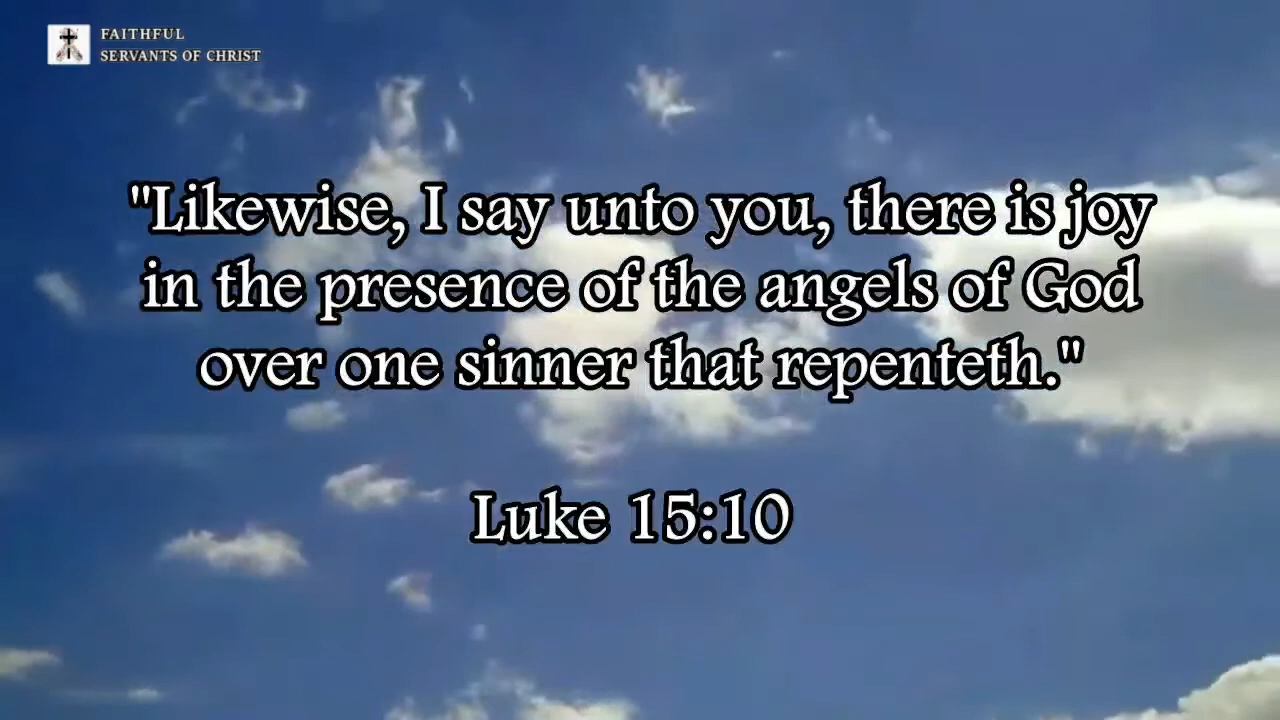 FAITHFUL
SERVANTS OF CHRIST
"Likewise, I say unto you, there is joy
in the presence of the angels of God
over one sinner that repenteth."
Luke 15:10